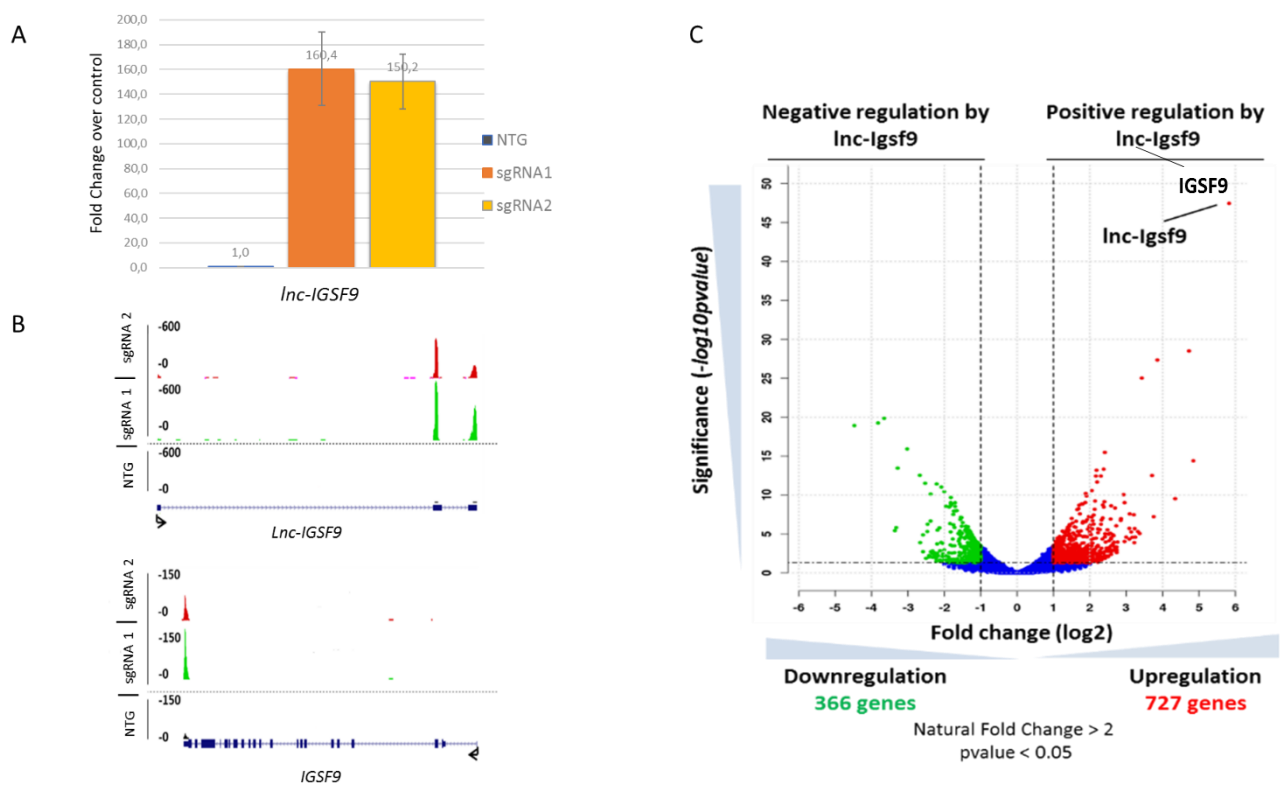 A
200,0
180,0
160,0
140,0
120,0
100,0
80,0
60,0
40,0
20,0
0,0
Fold Change over control
1,0
160,4
150,2
NTG
sgRNA1
sgRNA2
lnc-IGSF9
B
sgRNA 2
-600
-0
sgRNA 1
-600
-0
NTG
-600
-0
Lnc-IGSF9
sgRNA 2
-150
-0
sgRNA 1
-150
-0
NTG
-150
-0
IGSF9
C
Negative regulation by
lnc-Igsf9
Positive regulation by
lnc-Igsf9
IGSF9
lnc-Igsf9
Significance (-log10pvalue)
50
45
40
35
30
25
20
15
10
5
0
-6 -5 -4 -3 -2 -1 0 1 2 3 4 5 6
Fold change (log2)
Downregulation
366 genes
Upregulation
727 genes
Natural Fold Change > 2
pvalue < 0.05